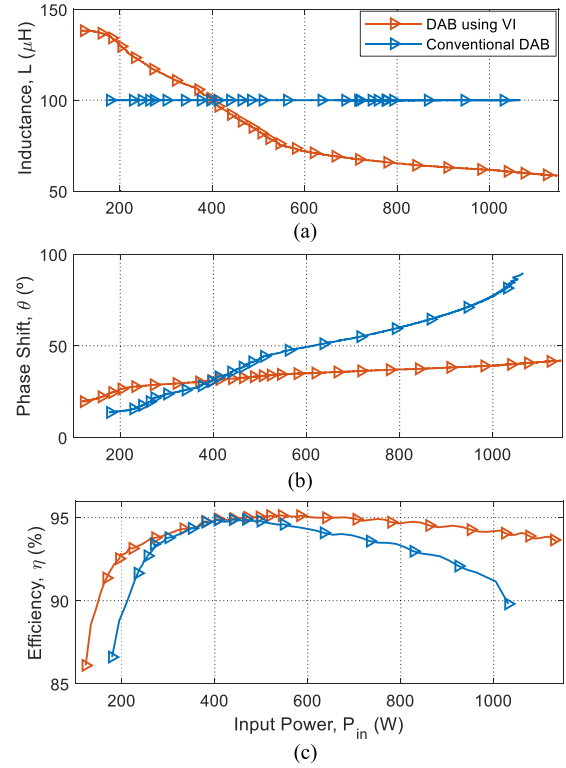 150
100
50
Inductance, L (μH)
DAB using VI
Conventional DAB
200 400 600 800 1000
(a)
100
50
0
Phase Shift, θ (º)
200 400 600 800 1000
(b)
95
90
85
Efficiency, η (%)
200 400 600 800 1000
Input Power, P_in (W)
(c)